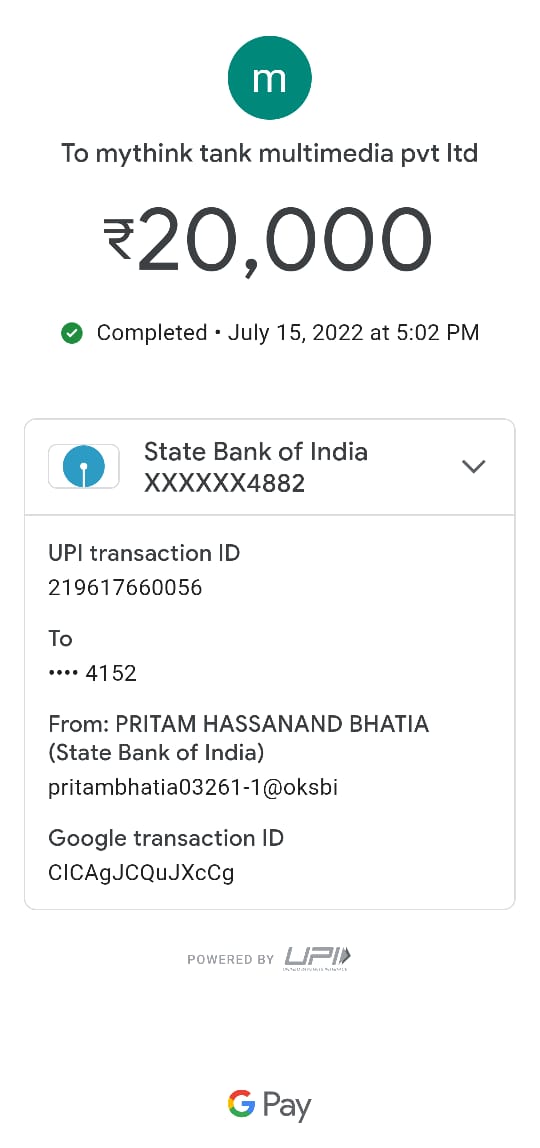 m
To mythink tank multimedia pvt ltd
₹20,000
Completed • July 15, 2022 at 5:02 PM
State Bank of India
XXXXXX4882
UPI transaction ID
219617660056
To
•••• 4152
From: PRITAM HASSANAND BHATIA
(State Bank of India)
pritambhatia03261-1@oksbi
Google transaction ID
CICAgJCQuJXcCg
POWERED BY UPI
G Pay